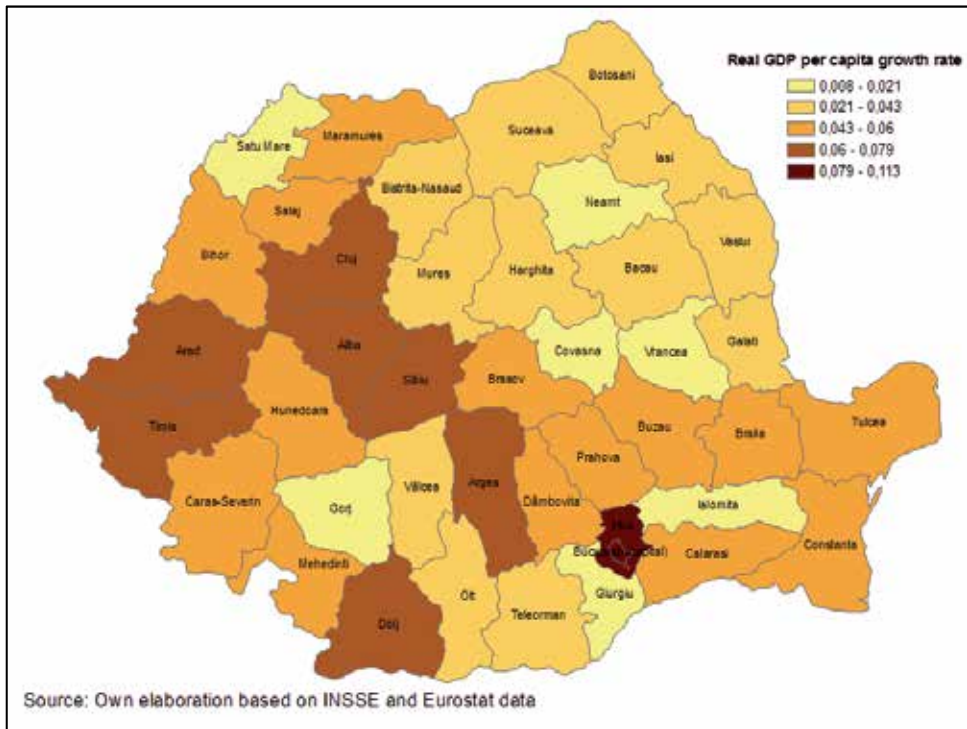 Real GDP per capita growth rate
0,008 - 0,021
0,021 - 0,043
0,043 - 0,06
0,06 - 0,079
0,079 - 0,113
Botosani
Suceava
Maramures
Satu Mare
Iasi
Bistrita-Nasaud
Neamt
Salaj
Bihor
Cluj
Vaslui
Mures
Harghita
Bacau
Arad
Alba
Covasna
Vrancea
Galati
Sibiu
Brasov
Hunedoara
Timis
Buzau
Braila
Tulcea
Prahova
Caras-Severin
Gorj
Vâlcea
Arges
Dâmbovita
Ialomita
Mehedinti
Calarasi
Constanta
Giurgiu
Olt
Teleorman
Dolj
Source: Own elaboration based on INSSE and Eurostat data